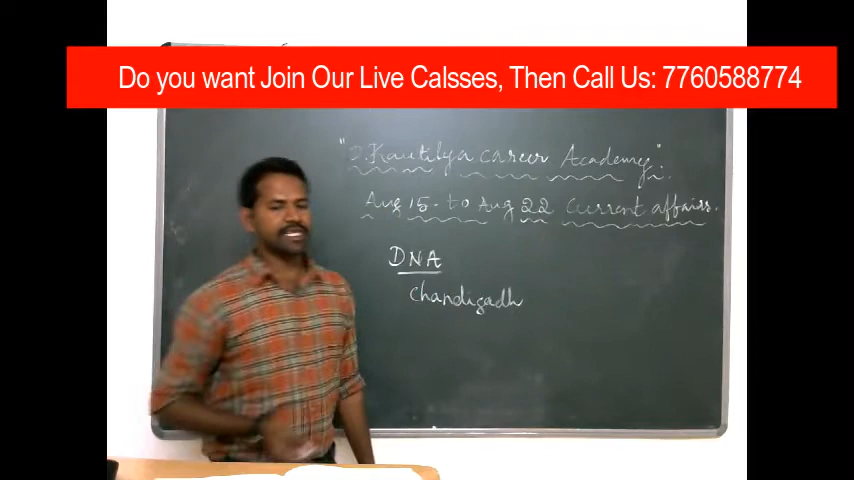 Do you want Join Our Live Calsses, Then Call Us: 7760588774
Kautilya career Academy"
Aug 15 - to Aug 22 current affairs.
DNA
Chandigadh